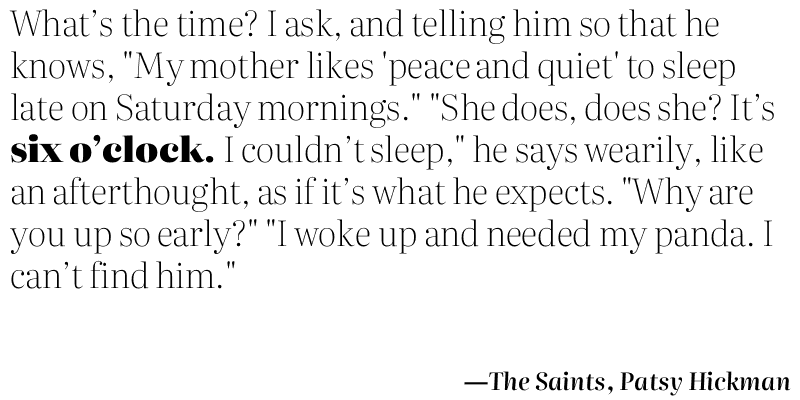 What’s the time? I ask, and telling him so that he
knows, "My mother likes 'peace and quiet' to sleep
late on Saturday mornings." "She does, does she? It’s
six o’clock. I couldn’t sleep," he says wearily, like
an afterthought, as if it’s what he expects. "Why are
you up so early?" "I woke up and needed my panda. I
can’t find him."
—The Saints, Patsy Hickman